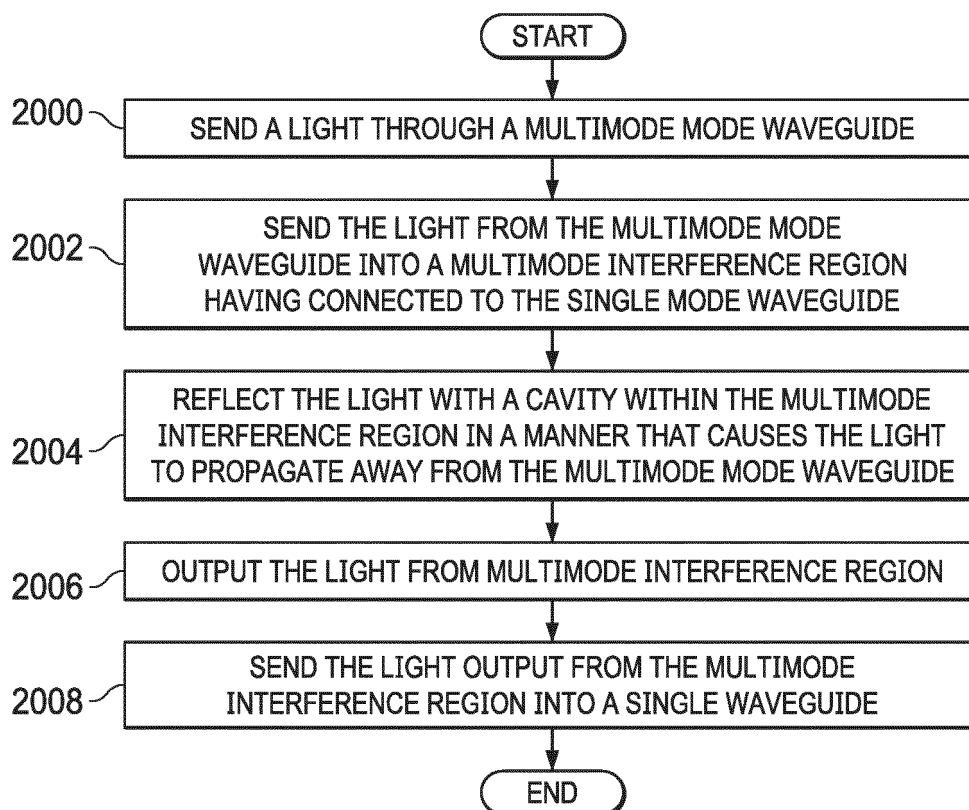 START
2000
SEND A LIGHT THROUGH A MULTIMODE MODE WAVEGUIDE
2002
SEND THE LIGHT FROM THE MULTIMODE MODE
WAVEGUIDE INTO A MULTIMODE INTERFERENCE REGION
HAVING CONNECTED TO THE SINGLE MODE WAVEGUIDE
2004
REFLECT THE LIGHT WITH A CAVITY WITHIN THE MULTIMODE
INTERFERENCE REGION IN A MANNER THAT CAUSES THE LIGHT
TO PROPAGATE AWAY FROM THE MULTIMODE MODE WAVEGUIDE
2006
OUTPUT THE LIGHT FROM MULTIMODE INTERFERENCE REGION
2008
SEND THE LIGHT OUTPUT FROM THE MULTIMODE
INTERFERENCE REGION INTO A SINGLE WAVEGUIDE
END